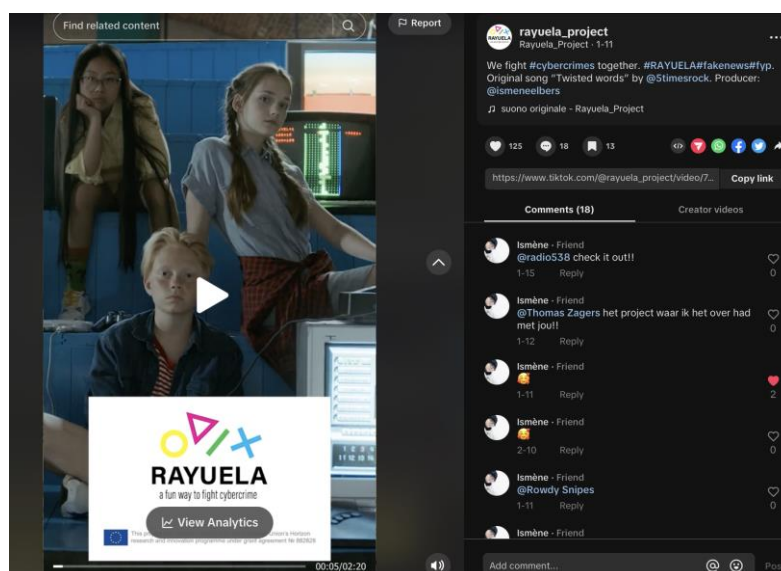 Find related content
Report
RAYUELA
a fun way to fight cybercrime
View Analytics
00:05/02:20
RAYUELA
rayuela_project
Rayuela_Project · 1-11
...
We fight #cybercrimes together. #RAYUELA#fakenews#fyp.
Original song "Twisted words" by @5timesrock. Producer:
@ismeneelbers
suono originale - Rayuela_Project
125
18
13
https://www.tiktok.com/@rayuela_project/video/7...
Copy link
Comments (18)
Creator videos
Ismène · Friend
@radio538 check it out!!
1-15 Reply
0
Ismène · Friend
@Thomas Zagers het project waar ik het over had
met jou!!
1-12 Reply
0
Ismène · Friend
🥰
1-11 Reply
2
Ismène · Friend
🥰
2-10 Reply
0
Ismène · Friend
@Rowdy Snipes
1-11 Reply
0
Ismène · Friend
Add comment...